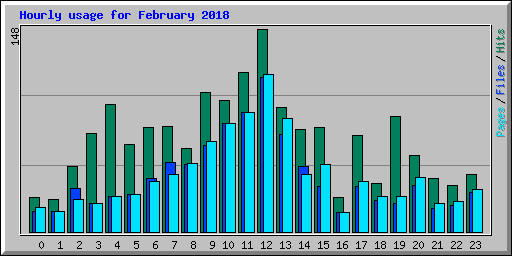 Hourly usage for February 2018
148
Pages / Files / Hits
0 1 2 3 4 5 6 7 8 9 10 11 12 13 14 15 16 17 18 19 20 21 22 23